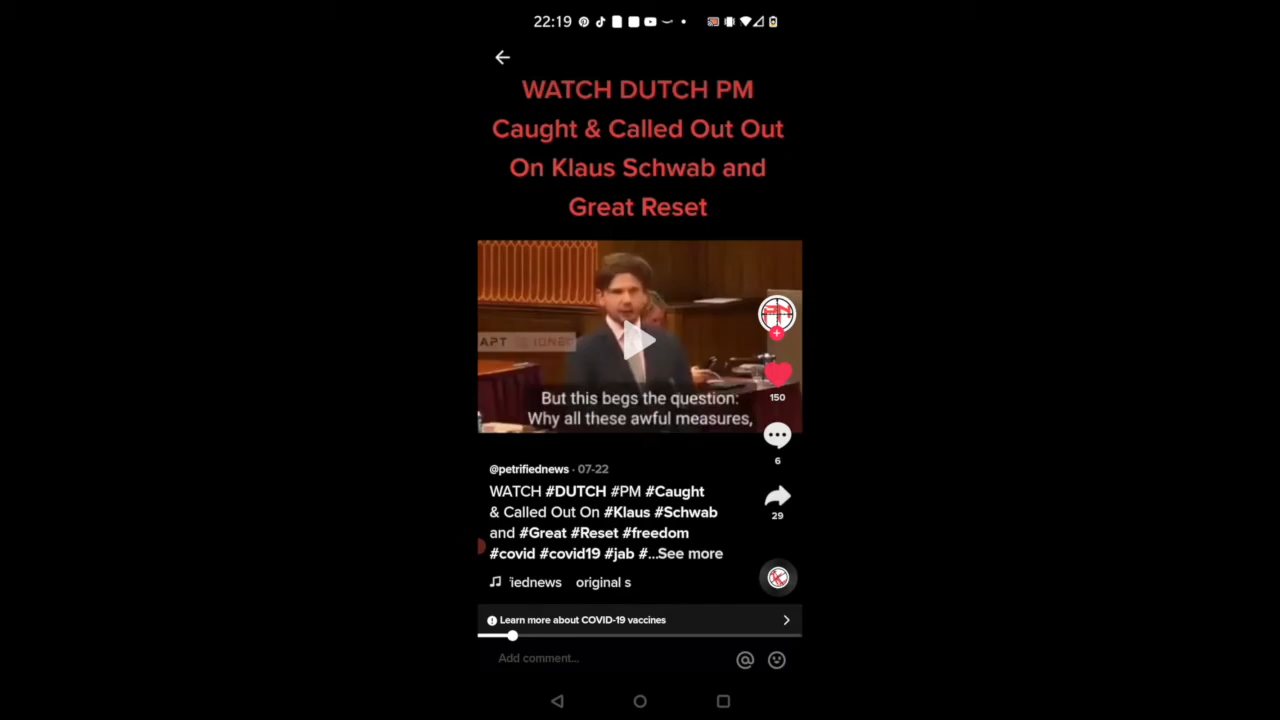 22:19
WATCH DUTCH PM
Caught & Called Out Out
On Klaus Schwab and
Great Reset
But this begs the question:
Why all these awful measures,
150
6
@petrifiednews · 07-22
WATCH #DUTCH #PM #Caught
& Called Out On #Klaus #Schwab
and #Great #Reset #freedom
#covid #covid19 #jab #...See more
29
iednews original s
Learn more about COVID-19 vaccines
Add comment...